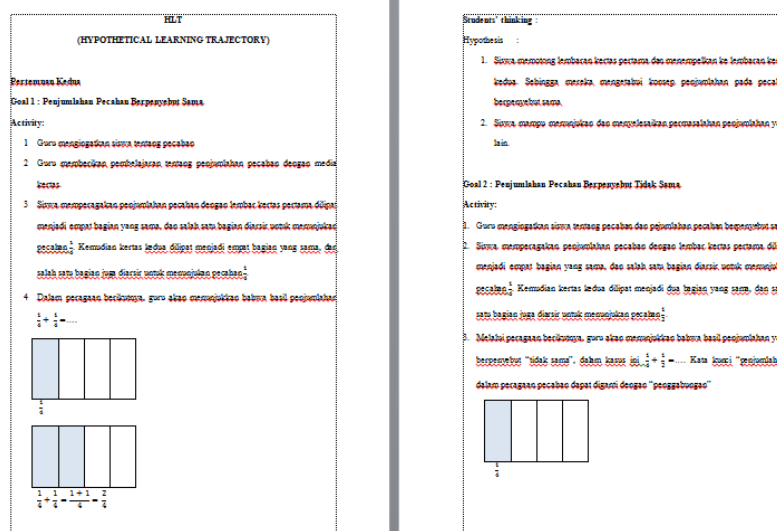 HLT
(HYPOTHETICAL LEARNING TRAJECTORY)
Pertemuan Kedua
Goal 1 : Penjumlahan Pecahan Berpenyebut Sama
Activity:
1 Guru mengingatkan siswa tentang pecahan
2 Guru memberikan pembelajaran tentang penjumlahan pecahan dengan media
kertas
3 Siswa memperagakan penjumlahan pecahan dengan lembar kertas pertama dilipat
menjadi empat bagian yang sama, dan salah satu bagian diarsir untuk menunjukan
pecahan 1/4. Kemudian kertas kedua dilipat menjadi empat bagian yang sama, dan
salah satu bagian juga diarsir untuk menunjukan pecahan 1/4
4 Dalam peragaan berikutnya, guru akan menunjukkan bahwa hasil penjumlahan
1/4 + 1/4 =....
1/4
1/4 + 1/4 = 1 + 1/4 = 2/4
Students' thinking :
Hypothesis :
1. Siswa memotong lembaran kertas pertama dan menempelkan ke lembaran
kedua. Sehingga mereka mengetahui konsep penjumlahan pada
berpenyebut sama.
2. Siswa mampu menunjukan dan menyelesaikan permasalahan penjumlahan
lain.
Goal 2 : Penjumlahan Pecahan Berpenyebut Tidak Sama
Activity:
1. Guru mengingatkan siswa tentang pecahan dan pejumlahan pecahan berpenyebut
2. Siswa memperagakan penjumlahan pecahan dengan lembar kertas pertama
menjadi empat bagian yang sama, dan salah satu bagian diarsir untuk
pecahan 1/4. Kemudian kertas kedua dilipat menjadi dua bagian yang sama, dan
satu bagian juga diarsir untuk menunjukan pecahan 1/2.
3. Melalui peragaan berikutnya, guru akan menunjukkan bahwa hasil penjumlahan
berpenyebut "tidak sama", dalam kasus ini 1/4 + 1/2 =.... Kata kunci
dalam peragaan pecahan dapat diganti dengan "penggabungan"
1/4